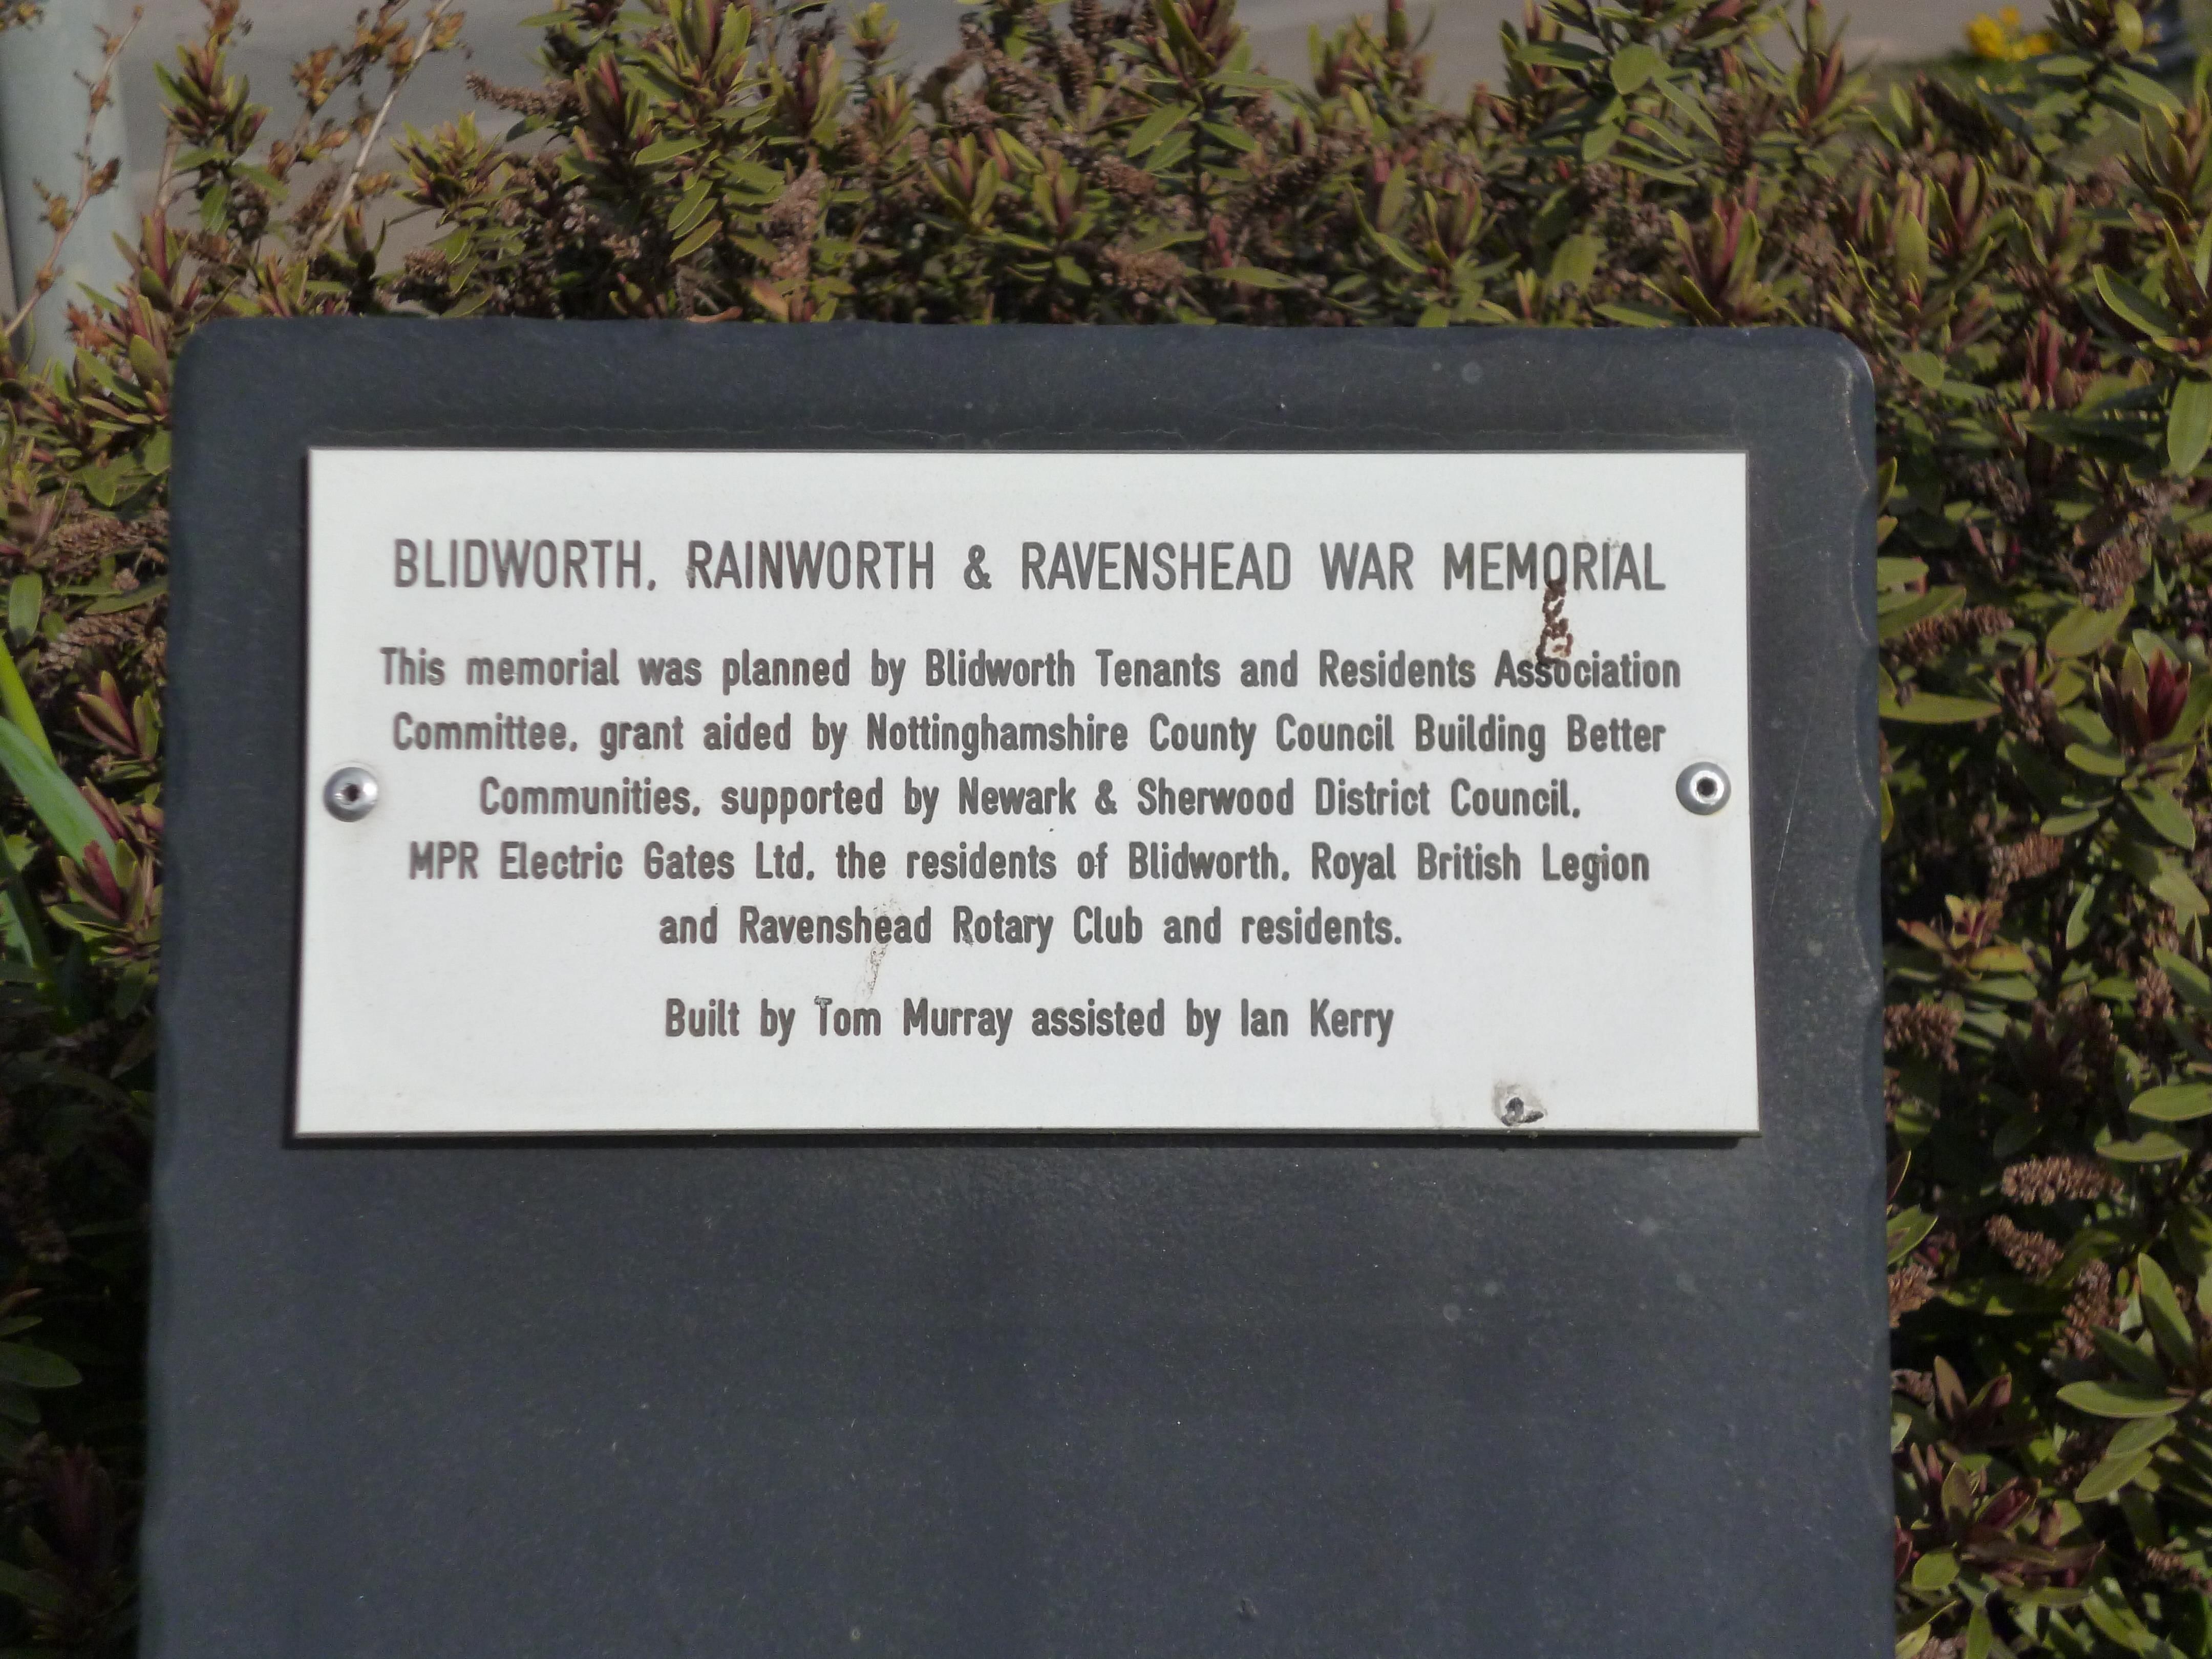 BLIDWORTH, RAINWORTH & RAVENSHEAD WAR MEMORIAL
This memorial was planned by Blidworth Tenants and Residents Association
Committee, grant aided by Nottinghamshire County Council Building Better
Communities, supported by Newark & Sherwood District Council,
MPR Electric Gates Ltd, the residents of Blidworth, Royal British Legion
and Ravenshead Rotary Club and residents.
Built by Tom Murray assisted by Ian Kerry